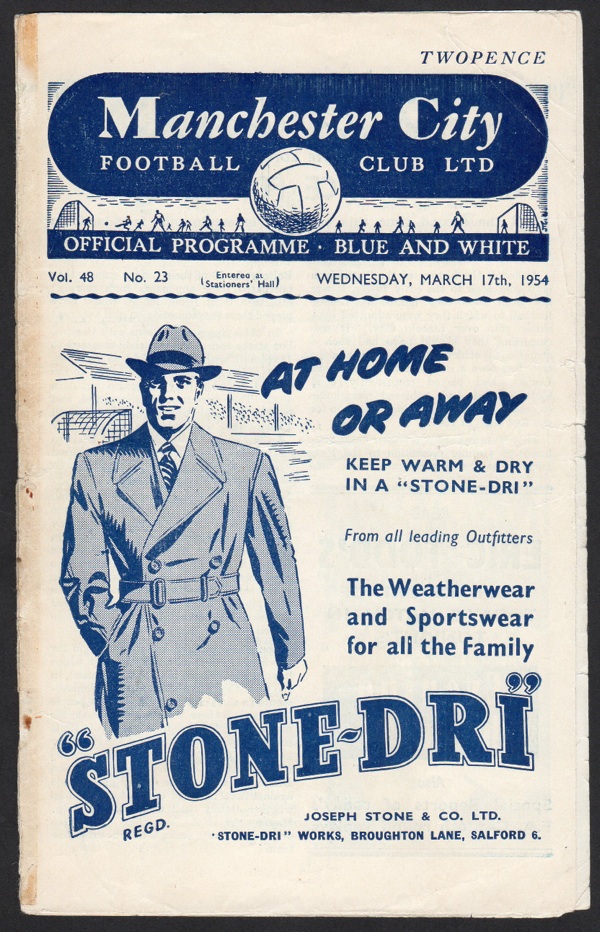 TWOPENCE
Manchester City
FOOTBALL CLUB LTD
OFFICIAL PROGRAMME · BLUE AND WHITE
Vol. 48 No. 23 (Entered at Stationers' Hall) WEDNESDAY, MARCH 17th, 1954
AT HOME
OR AWAY
KEEP WARM & DRY
IN A "STONE-DRI"
From all leading Outfitters
The Weatherwear
and Sportswear
for all the Family
"STONE-DRI"
REGD.
JOSEPH STONE & CO. LTD.
'STONE-DRI" WORKS, BROUGHTON LANE, SALFORD 6.